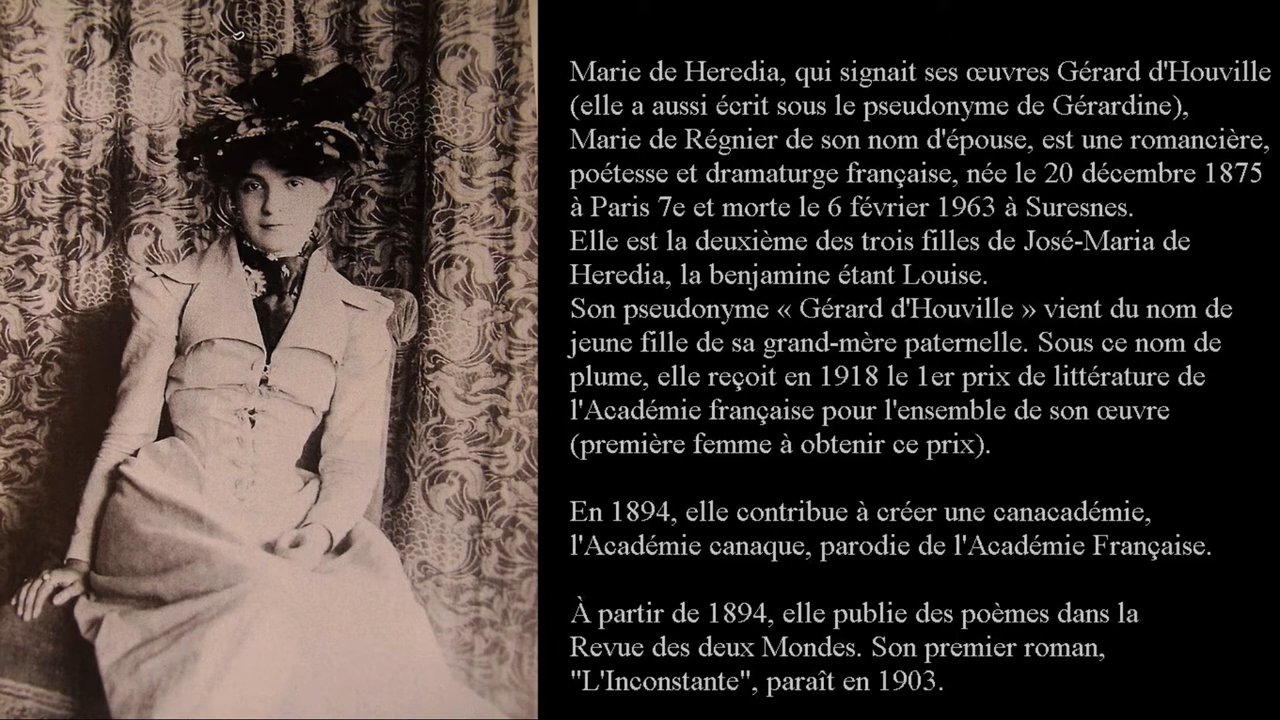 Marie de Heredia, qui signait ses œuvres Gérard d'Houville
(elle a aussi écrit sous le pseudonyme de Gérardine),
Marie de Régnier de son nom d'épouse, est une romancière,
poétesse et dramaturge française, née le 20 décembre 1875
à Paris 7e et morte le 6 février 1963 à Suresnes.
Elle est la deuxième des trois filles de José-Maria de
Heredia, la benjamine étant Louise.
Son pseudonyme « Gérard d'Houville » vient du nom de
jeune fille de sa grand-mère paternelle. Sous ce nom de
plume, elle reçoit en 1918 le 1er prix de littérature de
l'Académie française pour l'ensemble de son œuvre
(première femme à obtenir ce prix).
En 1894, elle contribue à créer une canacadémie,
l'Académie canaque, parodie de l'Académie Française.
À partir de 1894, elle publie des poèmes dans la
Revue des deux Mondes. Son premier roman,
"L'Inconstante", paraît en 1903.